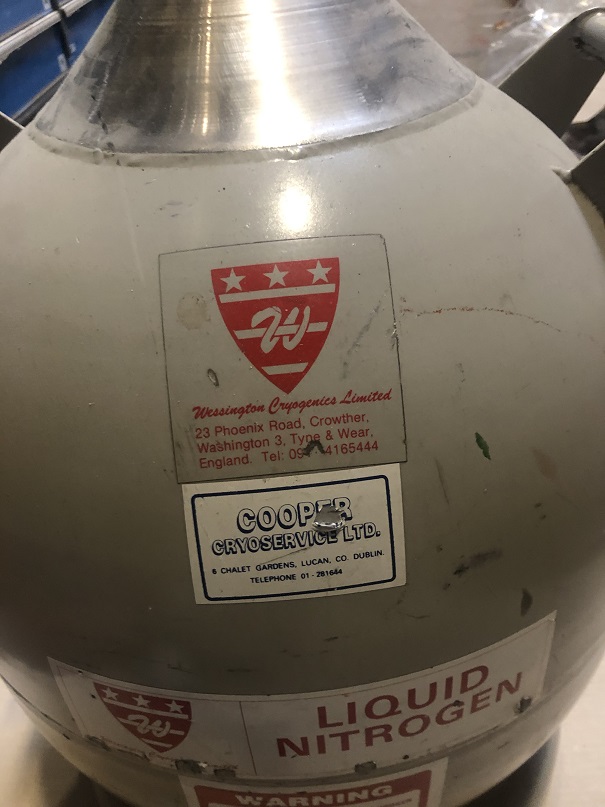 W
Wessington Cryogenics Limited
23 Phoenix Road, Crowther,
Washington 3, Tyne & Wear,
England. Tel: 4165444
COOPER
CRYOSERVICE LTD.
6 CHALET GARDENS, LUCAN, CO. DUBLIN.
TELEPHONE 01 - 281644
W
LIQUID
NITROGEN
WARNING